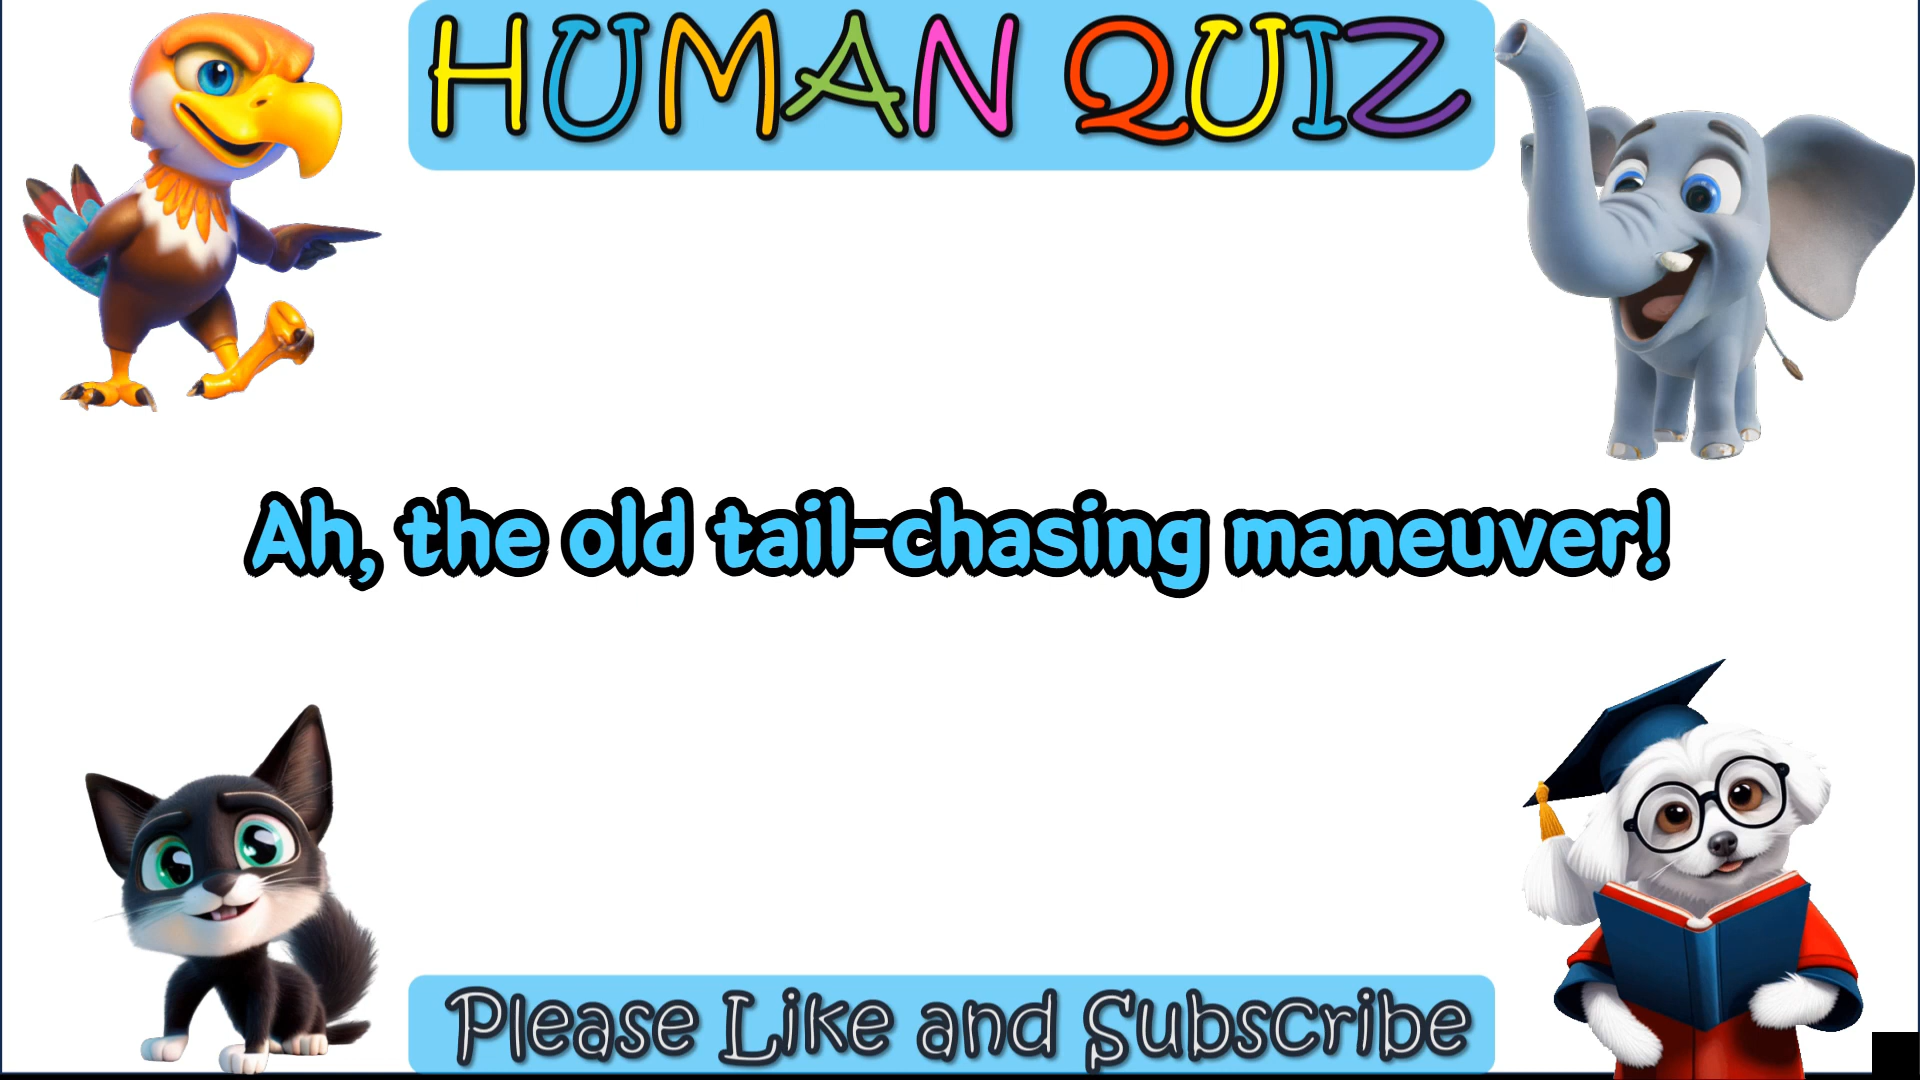 HUMAN QUIZ
Ah, the old tail-chasing maneuver!
Please Like and Subscribe